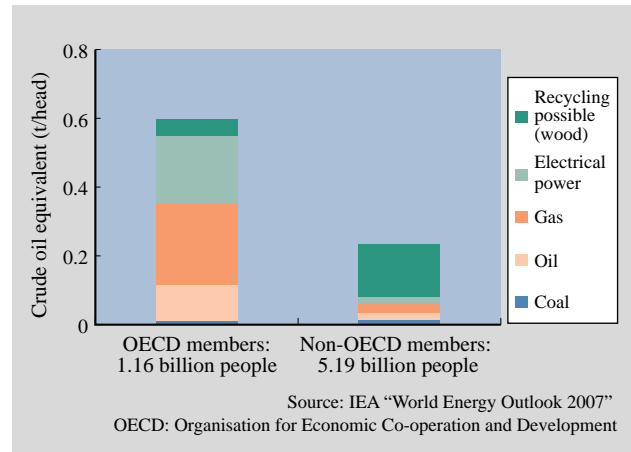 Crude oil equivalent (t/head)
0.8
0.6
0.4
0.2
0
Recycling
possible
(wood)
Electrical
power
Gas
Oil
Coal
OECD members:
1.16 billion people
Non-OECD members:
5.19 billion people
Source: IEA “World Energy Outlook 2007”
OECD: Organisation for Economic Co-operation and Development